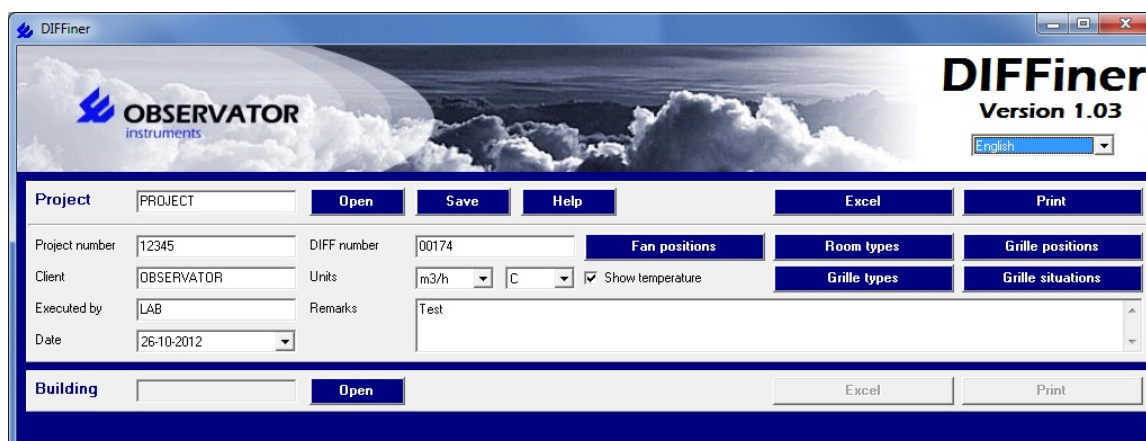 DIFFiner
OBSERVATOR
instruments
DIFFiner
Version 1.03
English
Project PROJECT Open Save Help Excel Print
Project number 12345 DIFF number 00174 Fan positions Room types Grille positions
Client OBSERVATOR Units m3/h C Show temperature Grille types Grille situations
Executed by LAB Remarks Test
Date 26-10-2012
Building Open Excel Print